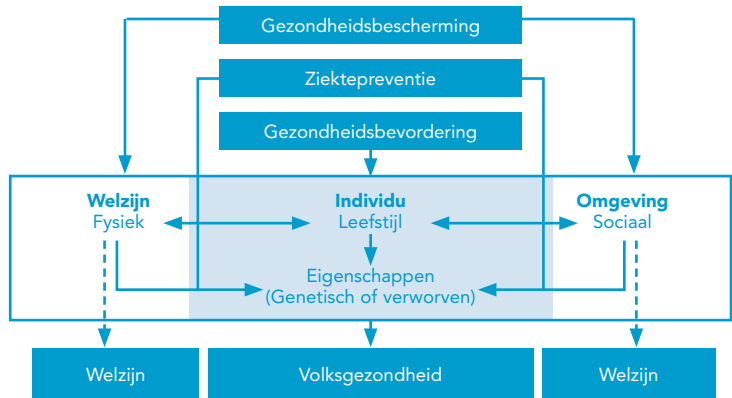 Gezondheidsbescherming
Ziektepreventie
Gezondheidsbevordering
Welzijn
Fysiek
Individu
Leefstijl
Omgeving
Sociaal
Eigenschappen
(Genetisch of verworven)
Welzijn
Volksgezondheid
Welzijn